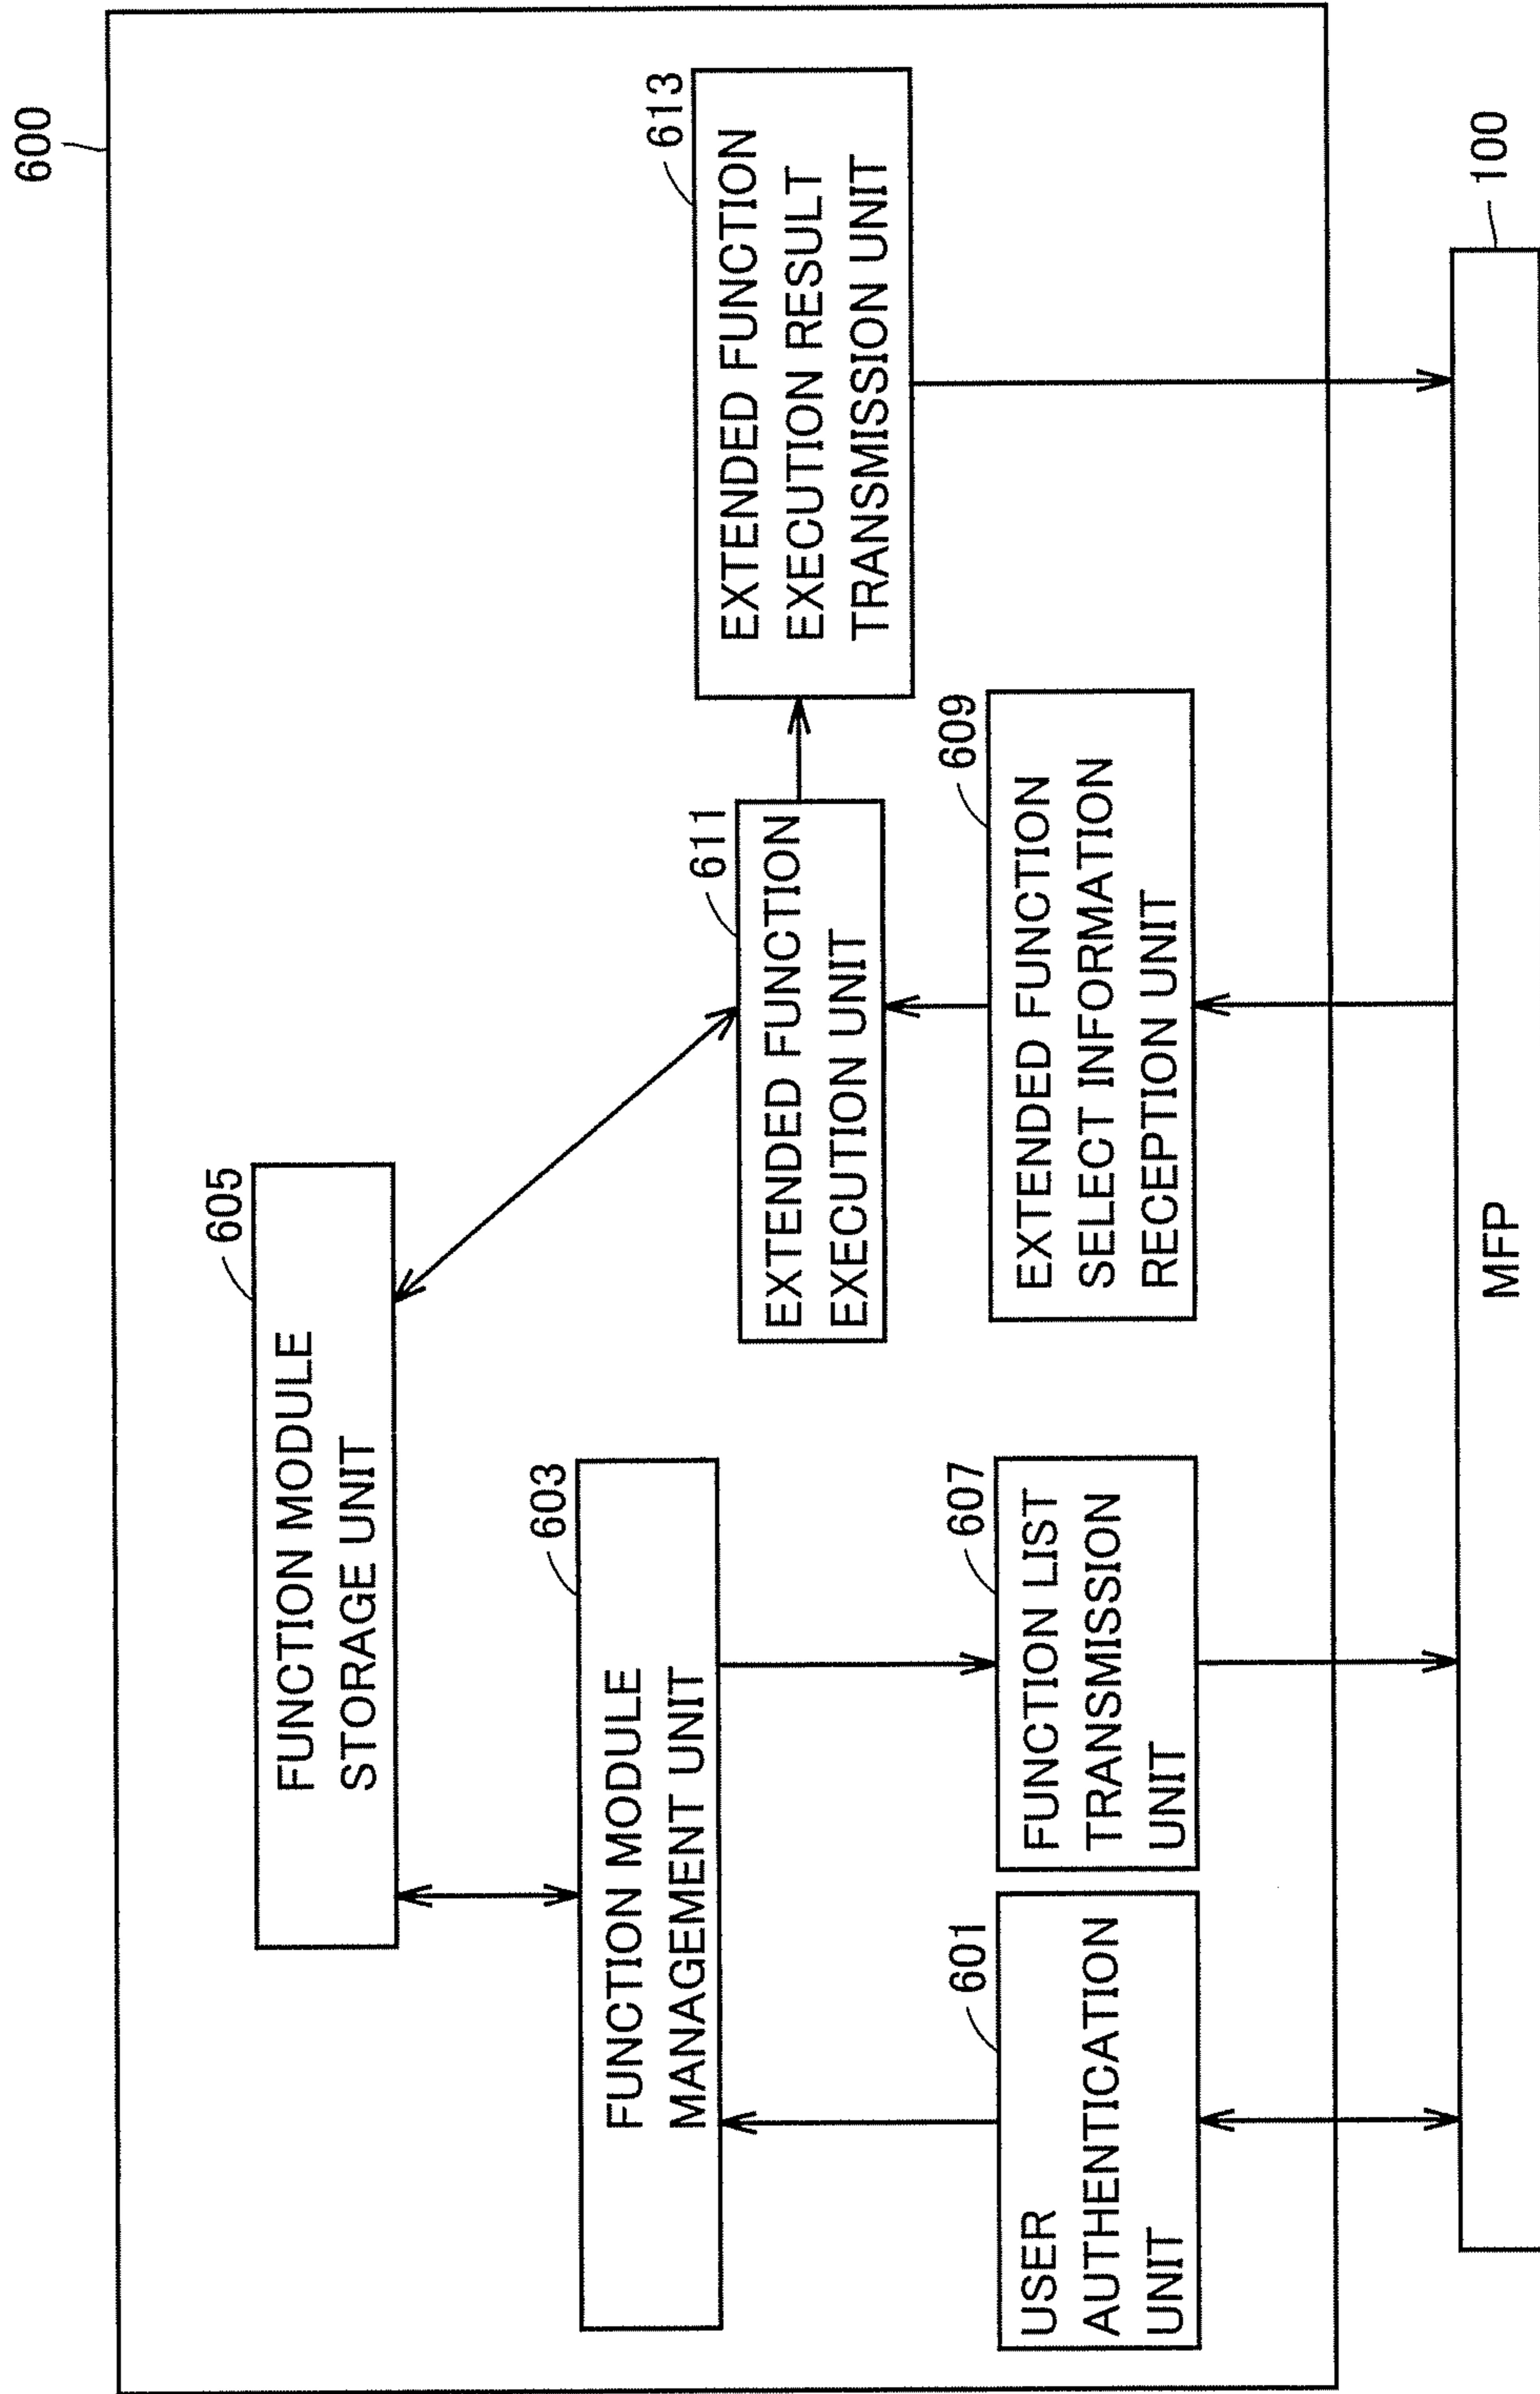 600
605
FUNCTION MODULE
STORAGE UNIT
603
FUNCTION MODULE
MANAGEMENT UNIT
611
EXTENDED FUNCTION
EXECUTION UNIT
613
EXTENDED FUNCTION
EXECUTION RESULT
TRANSMISSION UNIT
601
USER
AUTHENTICATION
UNIT
607
FUNCTION LIST
TRANSMISSION
UNIT
609
EXTENDED FUNCTION
SELECT INFORMATION
RECEPTION UNIT
100
MFP